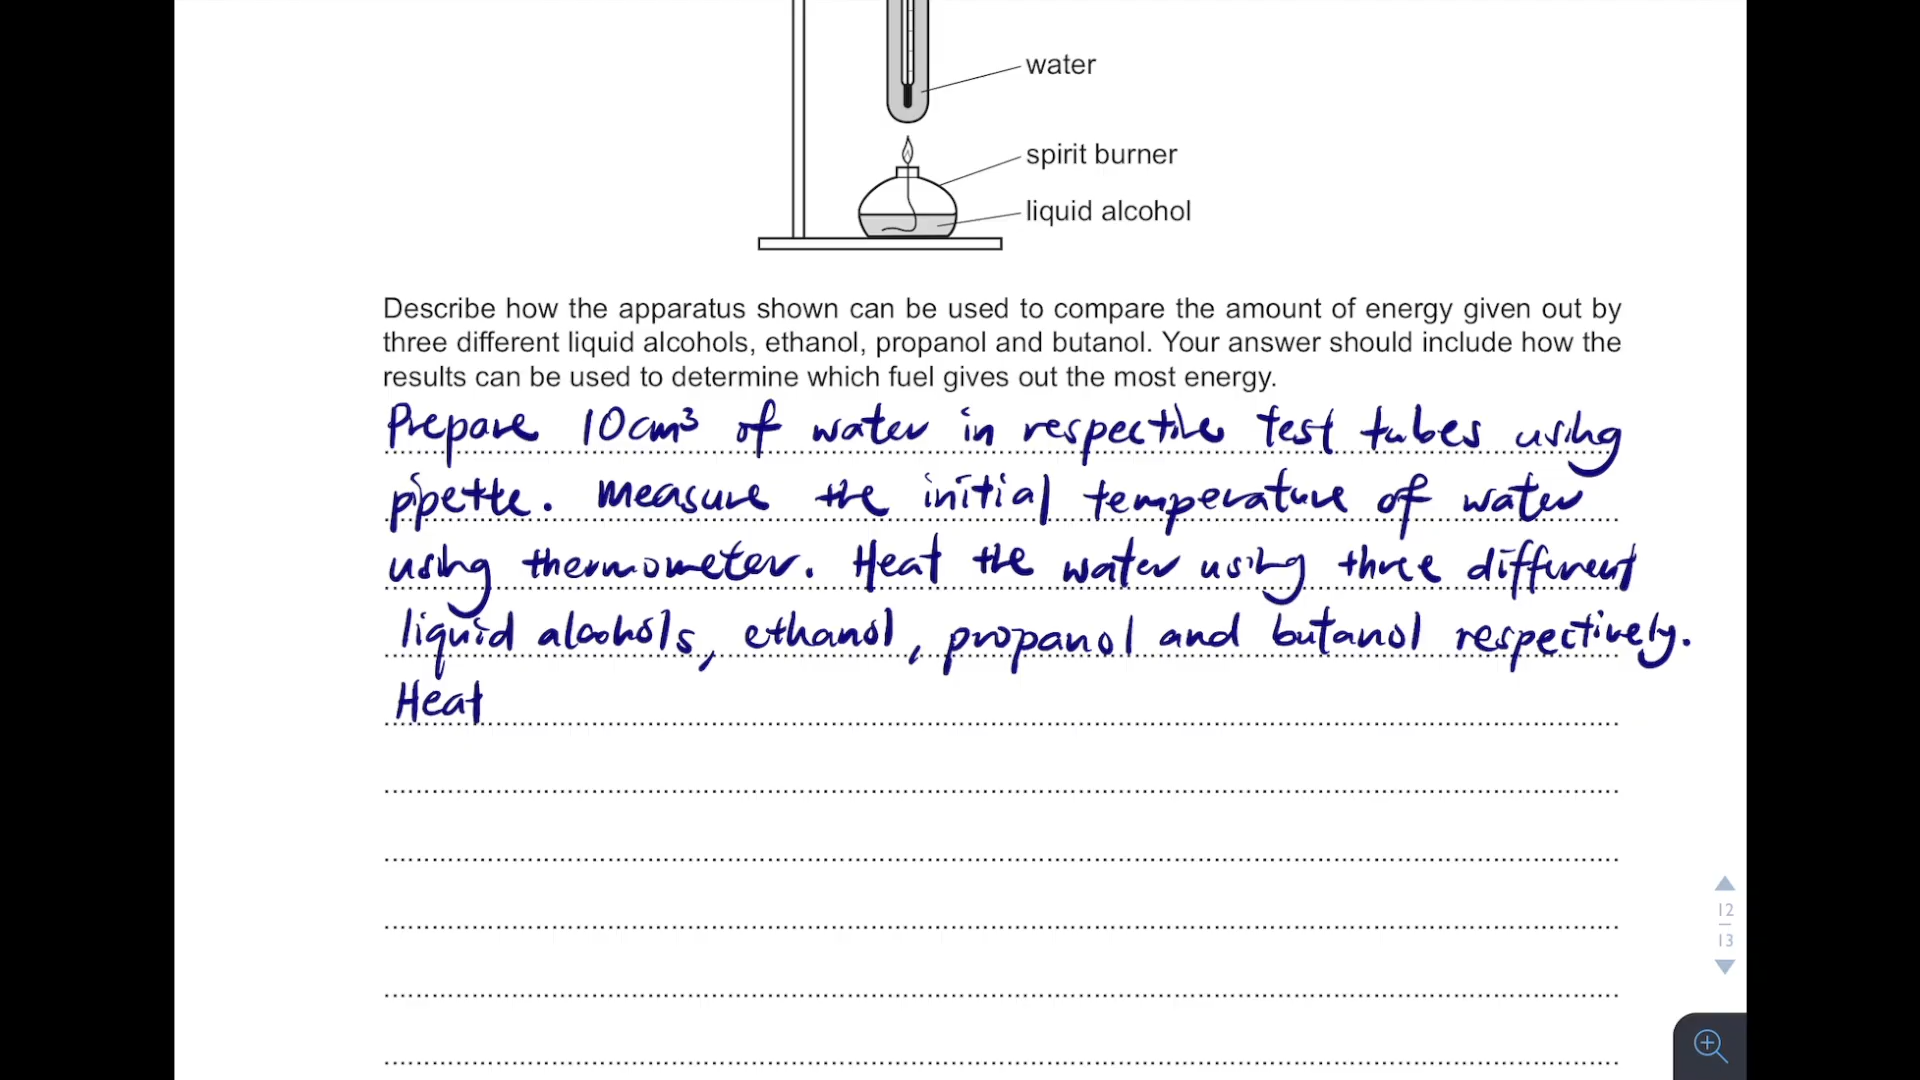 water
spirit burner
liquid alcohol
Describe how the apparatus shown can be used to compare the amount of energy given out by
three different liquid alcohols, ethanol, propanol and butanol. Your answer should include how the
results can be used to determine which fuel gives out the most energy.
Prepare 10cm³ of water in respective test tubes using
pipette. Measure the initial temperature of water
using thermometer. Heat the water using three different
liquid alcohols, ethanol, propanol and butanol respectively.
Heat
12
13